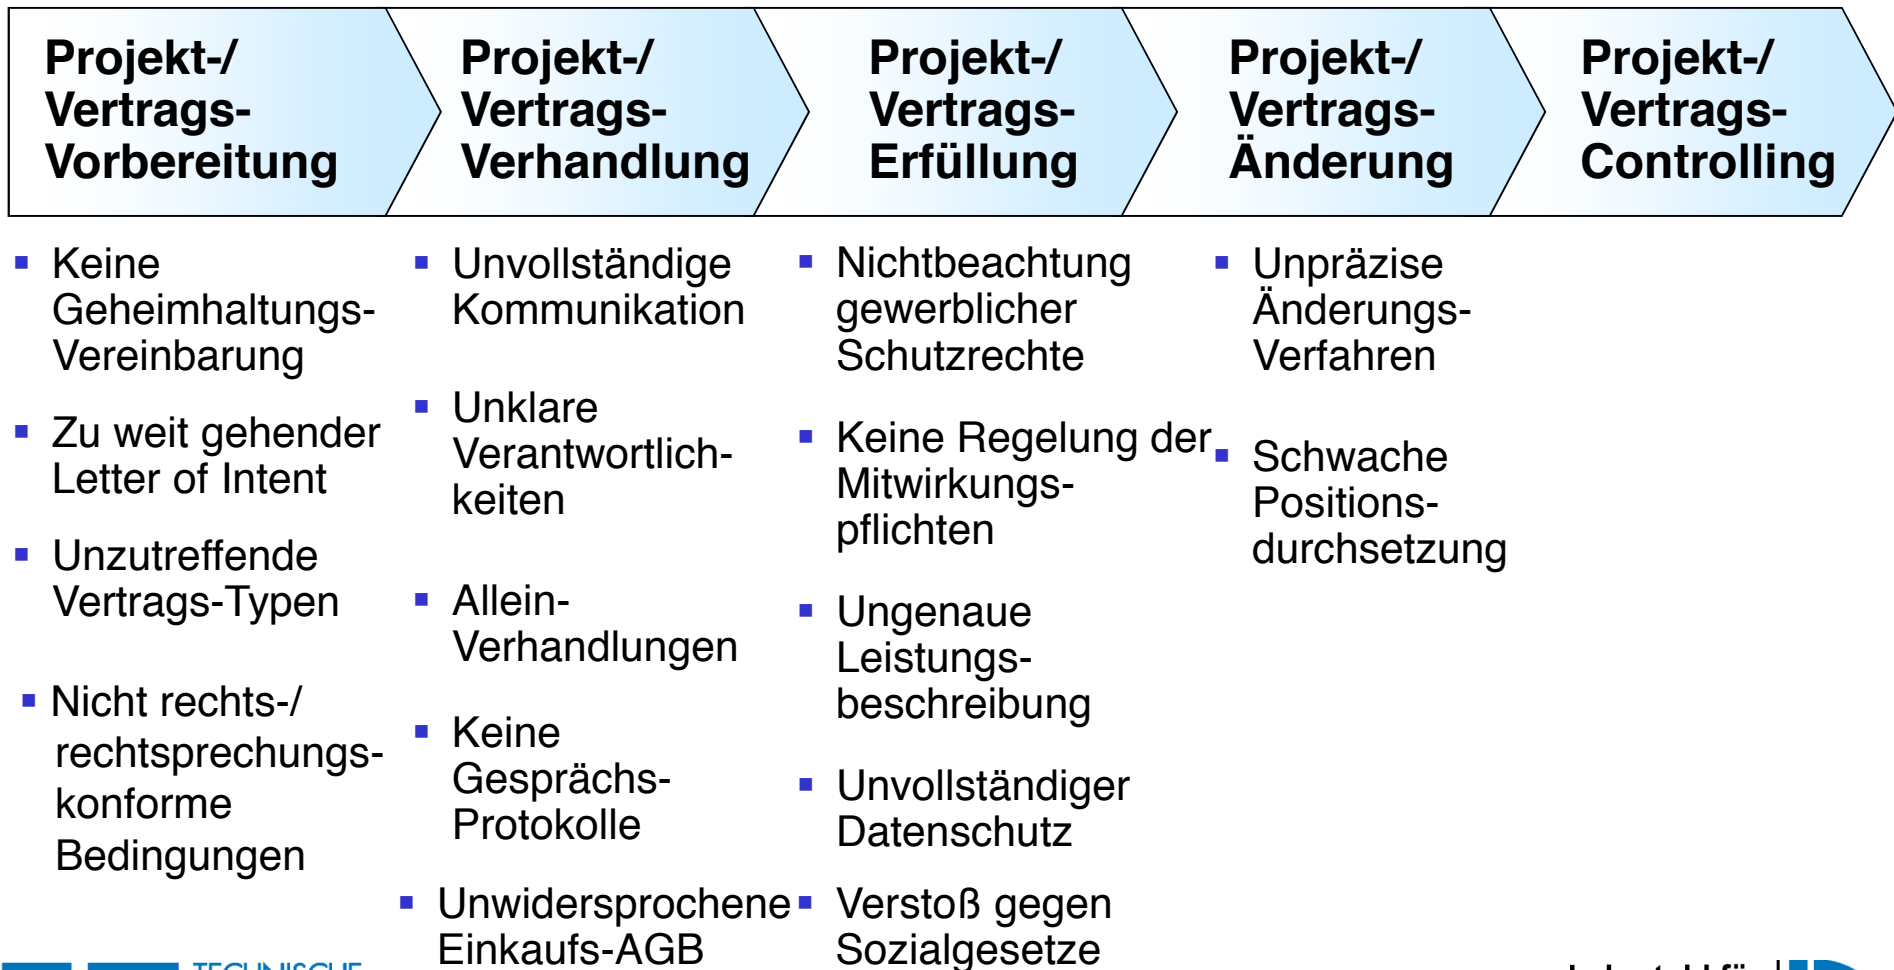 Projekt-/
Vertrags-
Vorbereitung
Projekt-/
Vertrags-
Verhandlung
Projekt-/
Vertrags-
Erfüllung
Projekt-/
Vertrags-
Änderung
Projekt-/
Vertrags-
Controlling
Keine
Geheimhaltungs-
Vereinbarung
Zu weit gehender
Letter of Intent
Unzutreffende
Vertrags-Typen
Nicht rechts-/
rechtsprechungs-
konforme
Bedingungen
Unvollständige
Kommunikation
Unklare
Verantwortlich-
keiten
Allein-
Verhandlungen
Keine
Gesprächs-
Protokolle
Unwidersprochene
Einkaufs-AGB
Nichtbeachtung
gewerblicher
Schutzrechte
Keine Regelung der
Mitwirkungs-
pflichten
Ungenaue
Leistungs-
beschreibung
Unvollständiger
Datenschutz
Verstoß gegen
Sozialgesetze
Unpräzise
Änderungs-
Verfahren
Schwache
Positions-
durchsetzung
TECHNISCHE
Lehrstuhl für